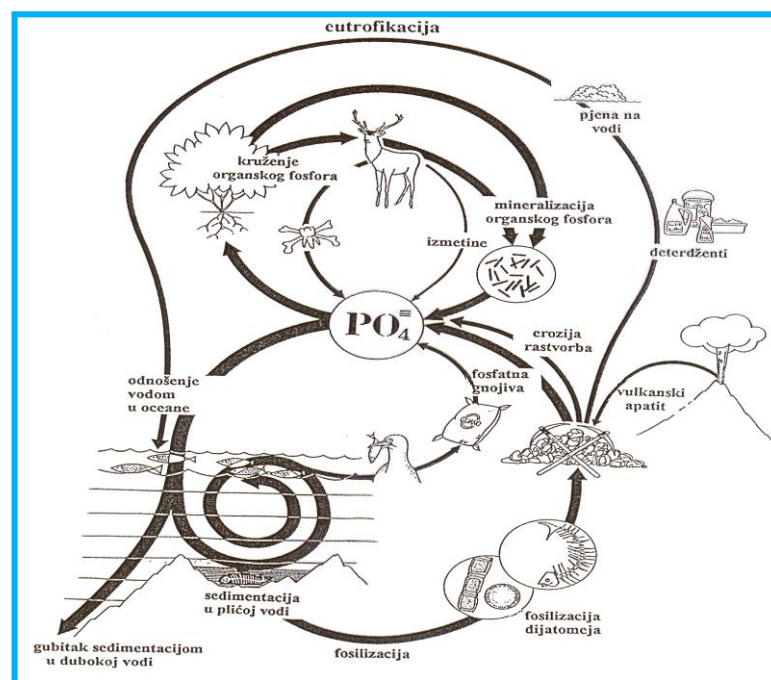 eutrofikacija
pjena na
vodi
kruženje
organskog fosfora
mineralizacija
organskog fosfora
izmetine
deterdženti
PO₄≡
erozija
rastvorba
odnošenje
vodom
u oceane
fosfatna
gnojiva
vulkanski
apatit
sedimentacija
u plićoj vodi
fosilizacija
dijatomeja
gubitak sedimentacijom
u dubokoj vodi
fosilizacija